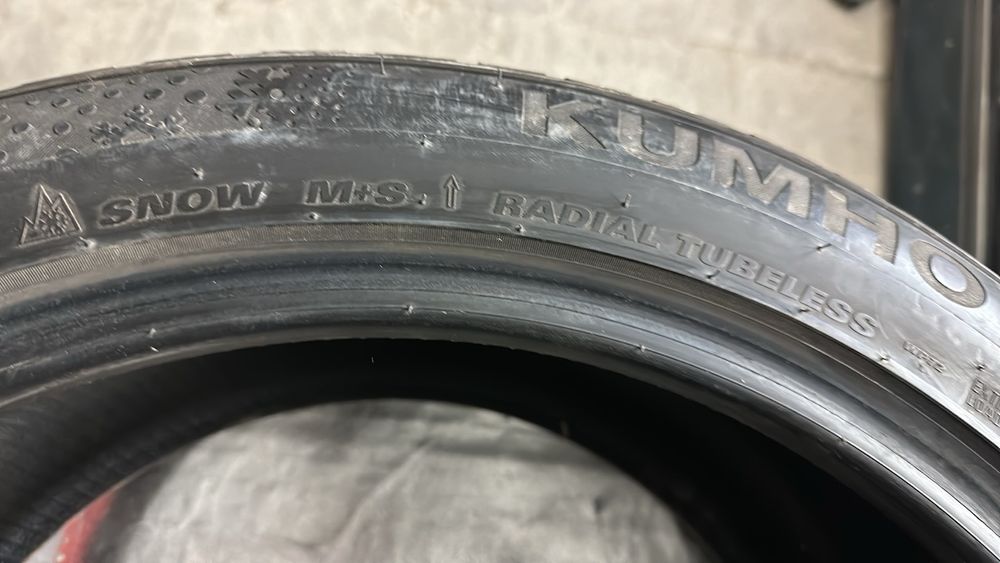 KUMHO
SNOW M+S. ↑ RADIAL TUBELESS